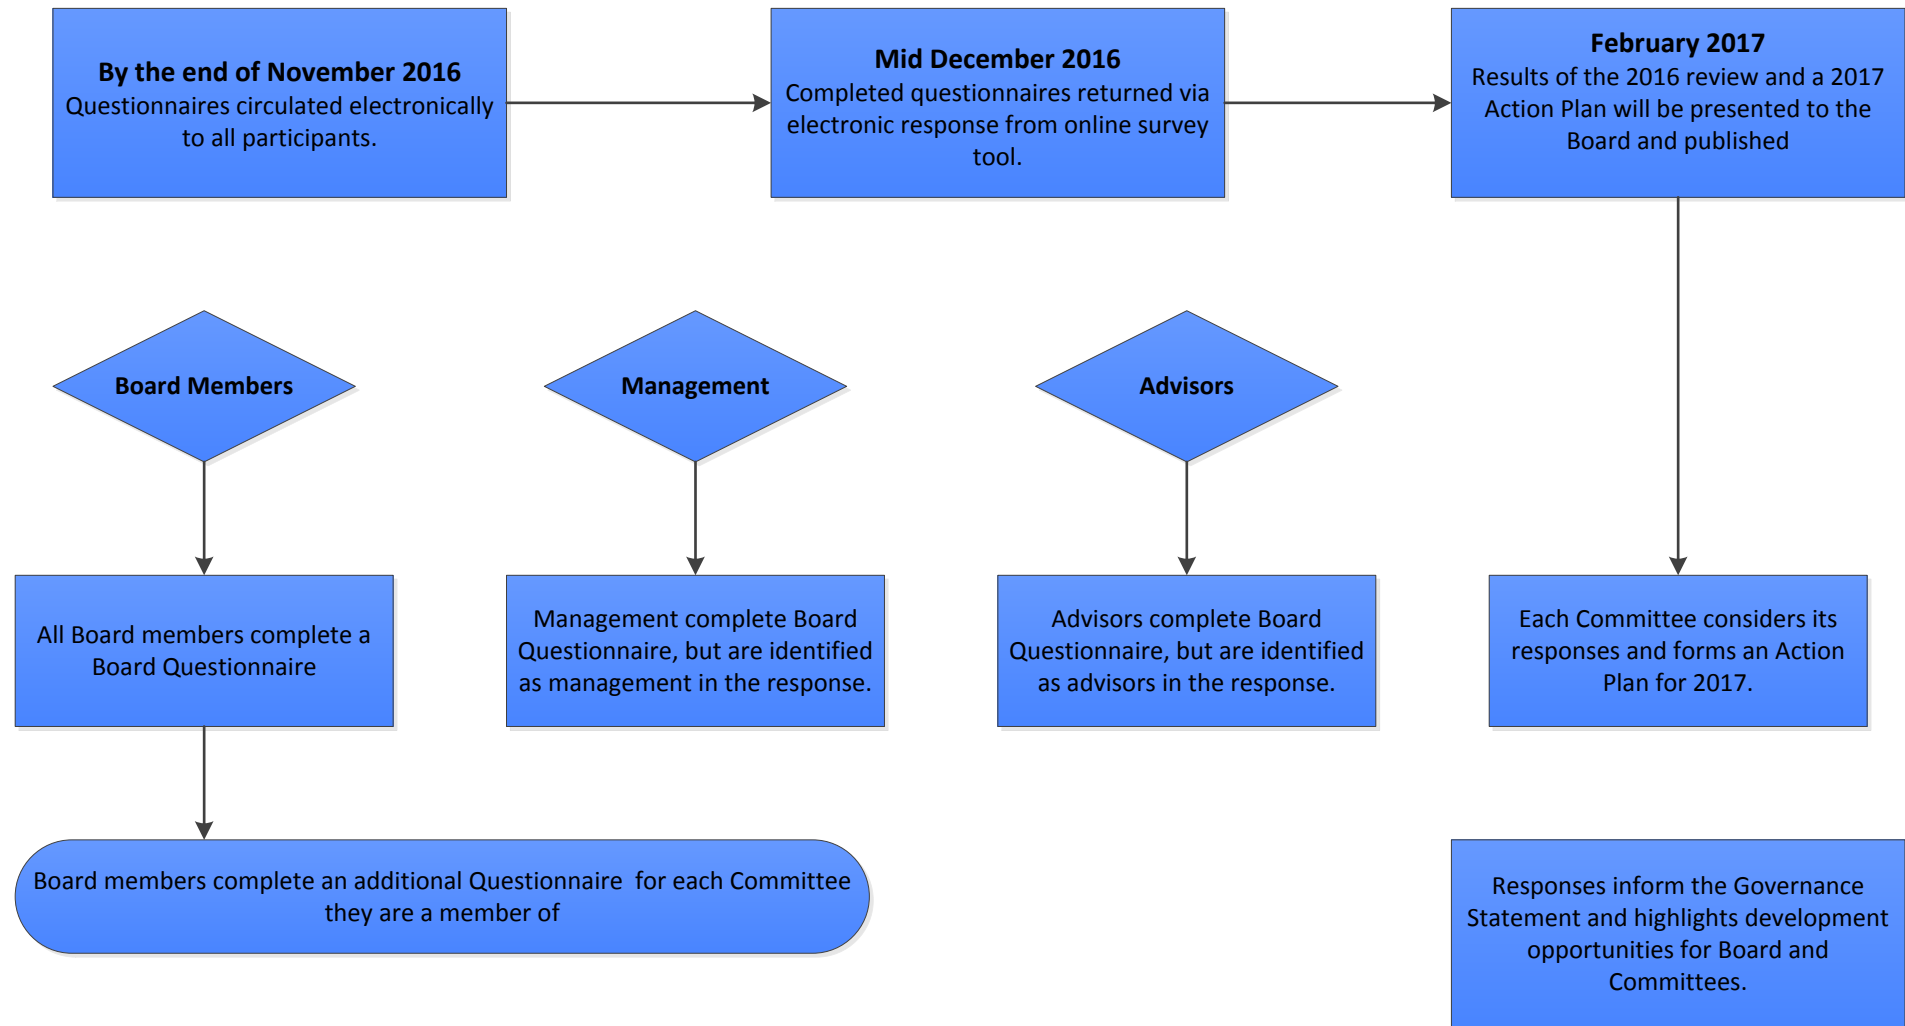 By the end of November 2016
Questionnaires circulated electronically
to all participants.
Mid December 2016
Completed questionnaires returned via
electronic response from online survey
tool.
February 2017
Results of the 2016 review and a 2017
Action Plan will be presented to the
Board and published
Board Members
Management
Advisors
All Board members complete a
Board Questionnaire
Management complete Board
Questionnaire, but are identified
as management in the response.
Advisors complete Board
Questionnaire, but are identified
as advisors in the response.
Each Committee considers its
responses and forms an Action
Plan for 2017.
Board members complete an additional Questionnaire  for each Committee
they are a member of
Responses inform the Governance
Statement and highlights development
opportunities for Board and
Committees.